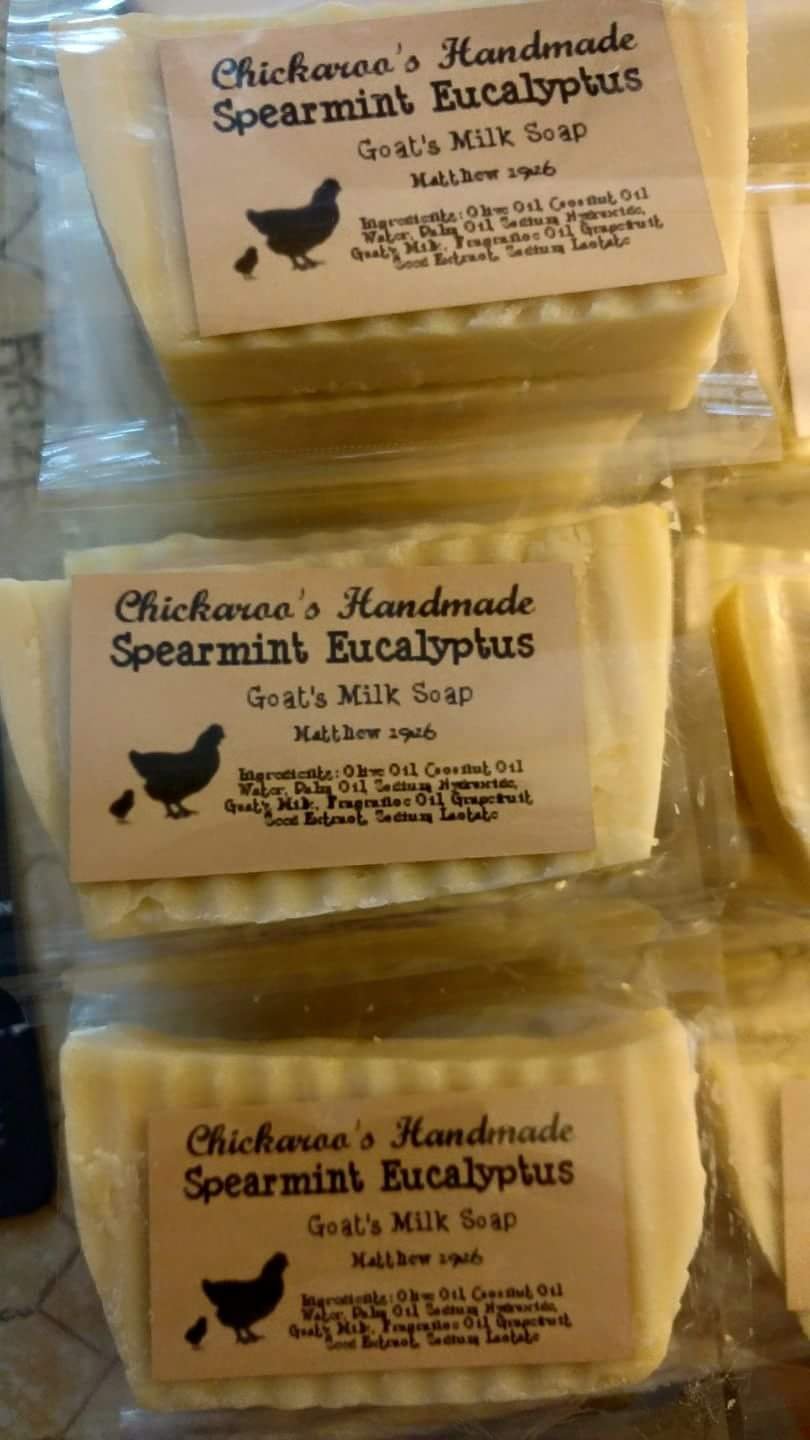 Chickaroo's Handmade
Spearmint Eucalyptus
Goat's Milk Soap
Matthew 19:26
Ingredients: Olive Oil Coconut Oil
Water, Palm Oil Sodium Hydroxide,
Goat's Milk, Fragrance Oil Grapefruit
Seed Extract, Sodium Lactate
Chickaroo's Handmade
Spearmint Eucalyptus
Goat's Milk Soap
Matthew 19:26
Ingredients: Olive Oil Coconut Oil
Water, Palm Oil Sodium Hydroxide,
Goat's Milk, Fragrance Oil Grapefruit
Seed Extract, Sodium Lactate
Chickaroo's Handmade
Spearmint Eucalyptus
Goat's Milk Soap
Matthew 19:26
Ingredients: Olive Oil Coconut Oil
Water, Palm Oil Sodium Hydroxide,
Goat's Milk, Fragrance Oil Grapefruit
Seed Extract, Sodium Lactate